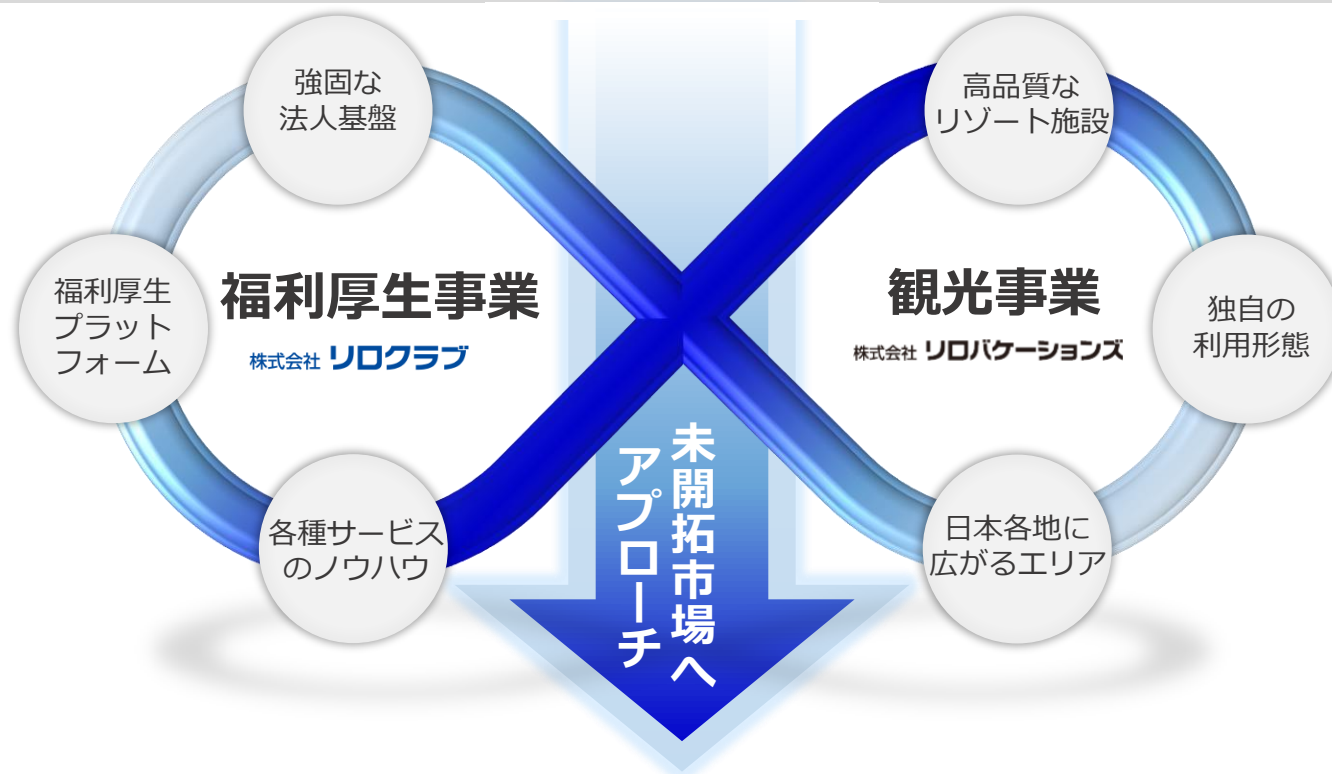 強固な
法人基盤
福利厚生
プラット
フォーム
福利厚生事業
株式会社 リロクラブ
各種サービス
のノウハウ
高品質な
リゾート施設
観光事業
株式会社 リロバケーションズ
独自の
利用形態
日本各地に
広がるエリア
未開拓市場へ
アプローチ